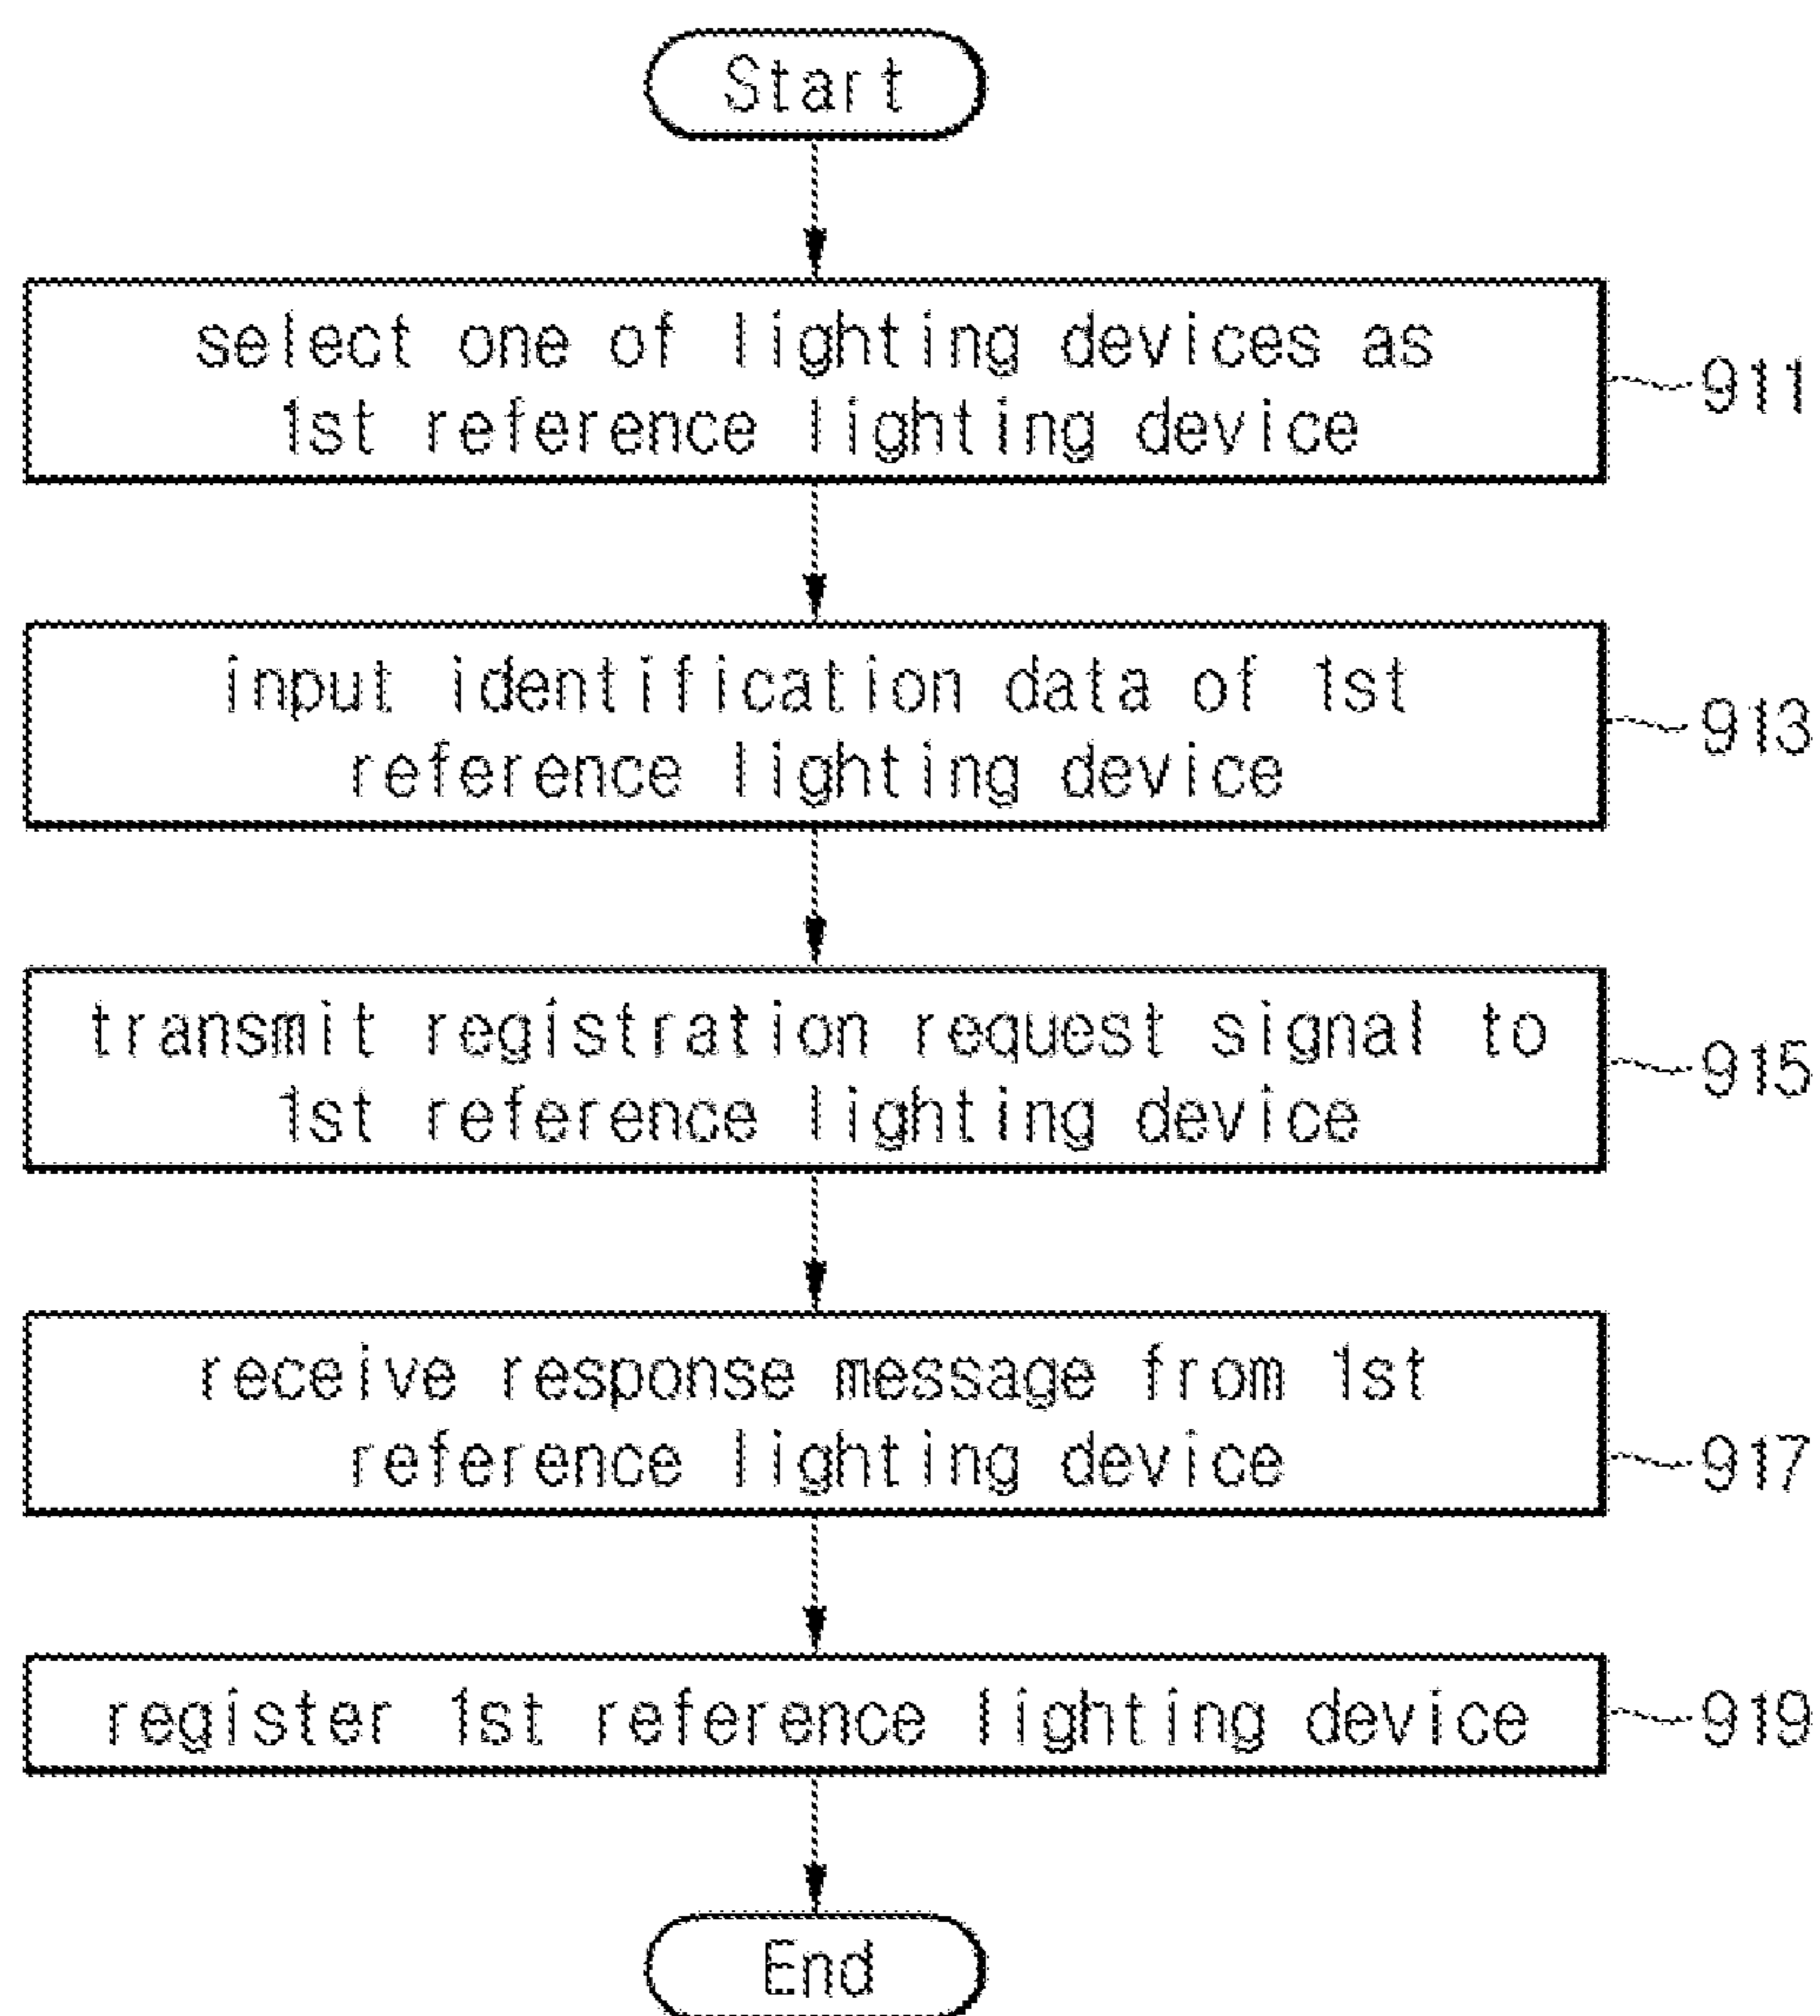 Start
select one of lighting devices as
1st reference lighting device
911
input identification data of 1st
reference lighting device
913
transmit registration request signal to
1st reference lighting device
915
receive response message from 1st
reference lighting device
917
register 1st reference lighting device
919
End